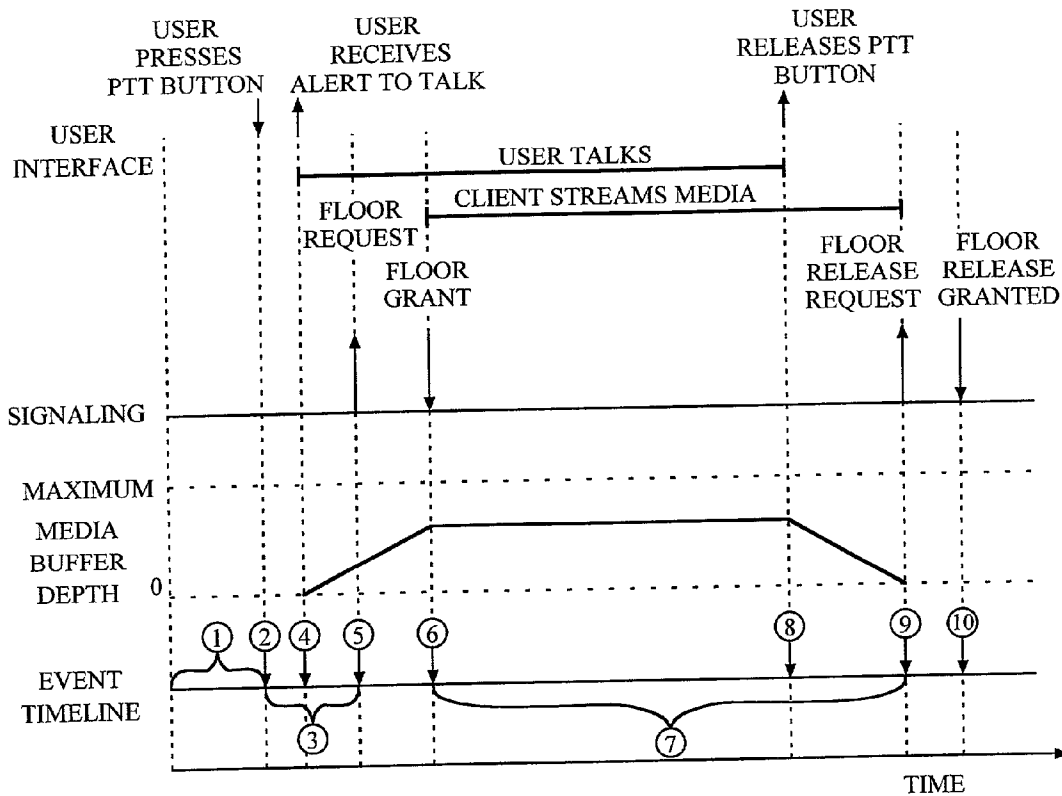 USER
PRESSES
PTT BUTTON
USER
RECEIVES
ALERT TO TALK
USER
RELEASES PTT
BUTTON
USER
INTERFACE
USER TALKS
CLIENT STREAMS MEDIA
FLOOR
REQUEST
FLOOR
GRANT
FLOOR
RELEASE
REQUEST
FLOOR
RELEASE
GRANTED
SIGNALING
MAXIMUM
MEDIA
BUFFER
DEPTH
0
1
2
4
5
6
8
9
10
EVENT
TIMELINE
3
7
TIME